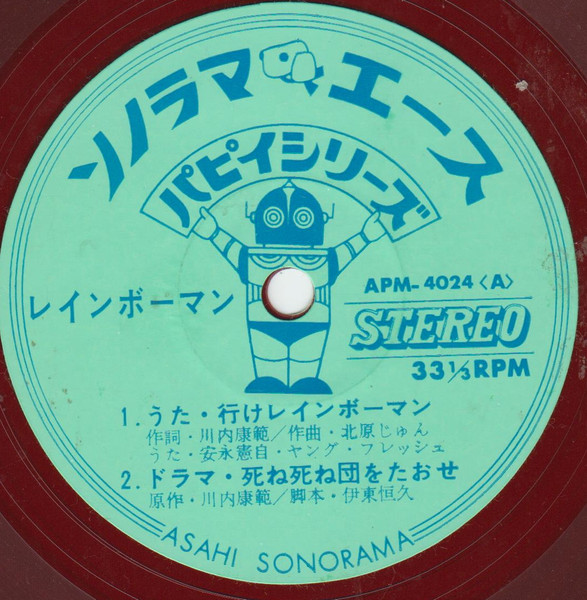 ソノラマ エース
パピイシリーズ
レインボーマン
APM-4024〈A〉
STEREO
33⅓RPM
1. うた・行けレインボーマン
作詞・川内康範/作曲・北原じゅん
うた・安永憲自・ヤング・フレッシュ
2. ドラマ・死ね死ね団をたおせ
原作・川内康範/脚本・伊東恒久
ASAHI SONORAMA